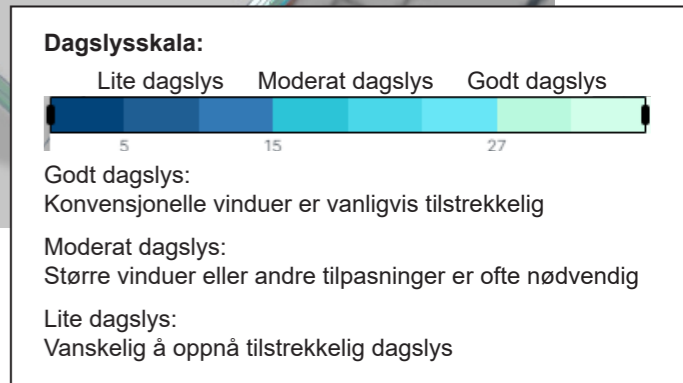 Dagslysskala:
Lite dagslys Moderat dagslys Godt dagslys
5 15 27
Godt dagslys:
Konvensjonelle vinduer er vanligvis tilstrekkelig
Moderat dagslys:
Større vinduer eller andre tilpasninger er ofte nødvendig
Lite dagslys:
Vanskelig å oppnå tilstrekkelig dagslys